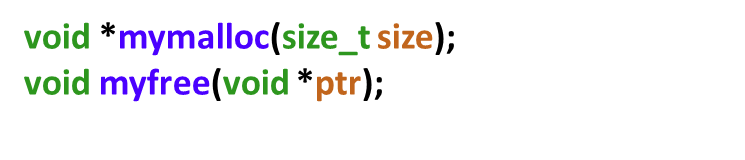 void *mymalloc(size_t size);
void myfree(void *ptr);